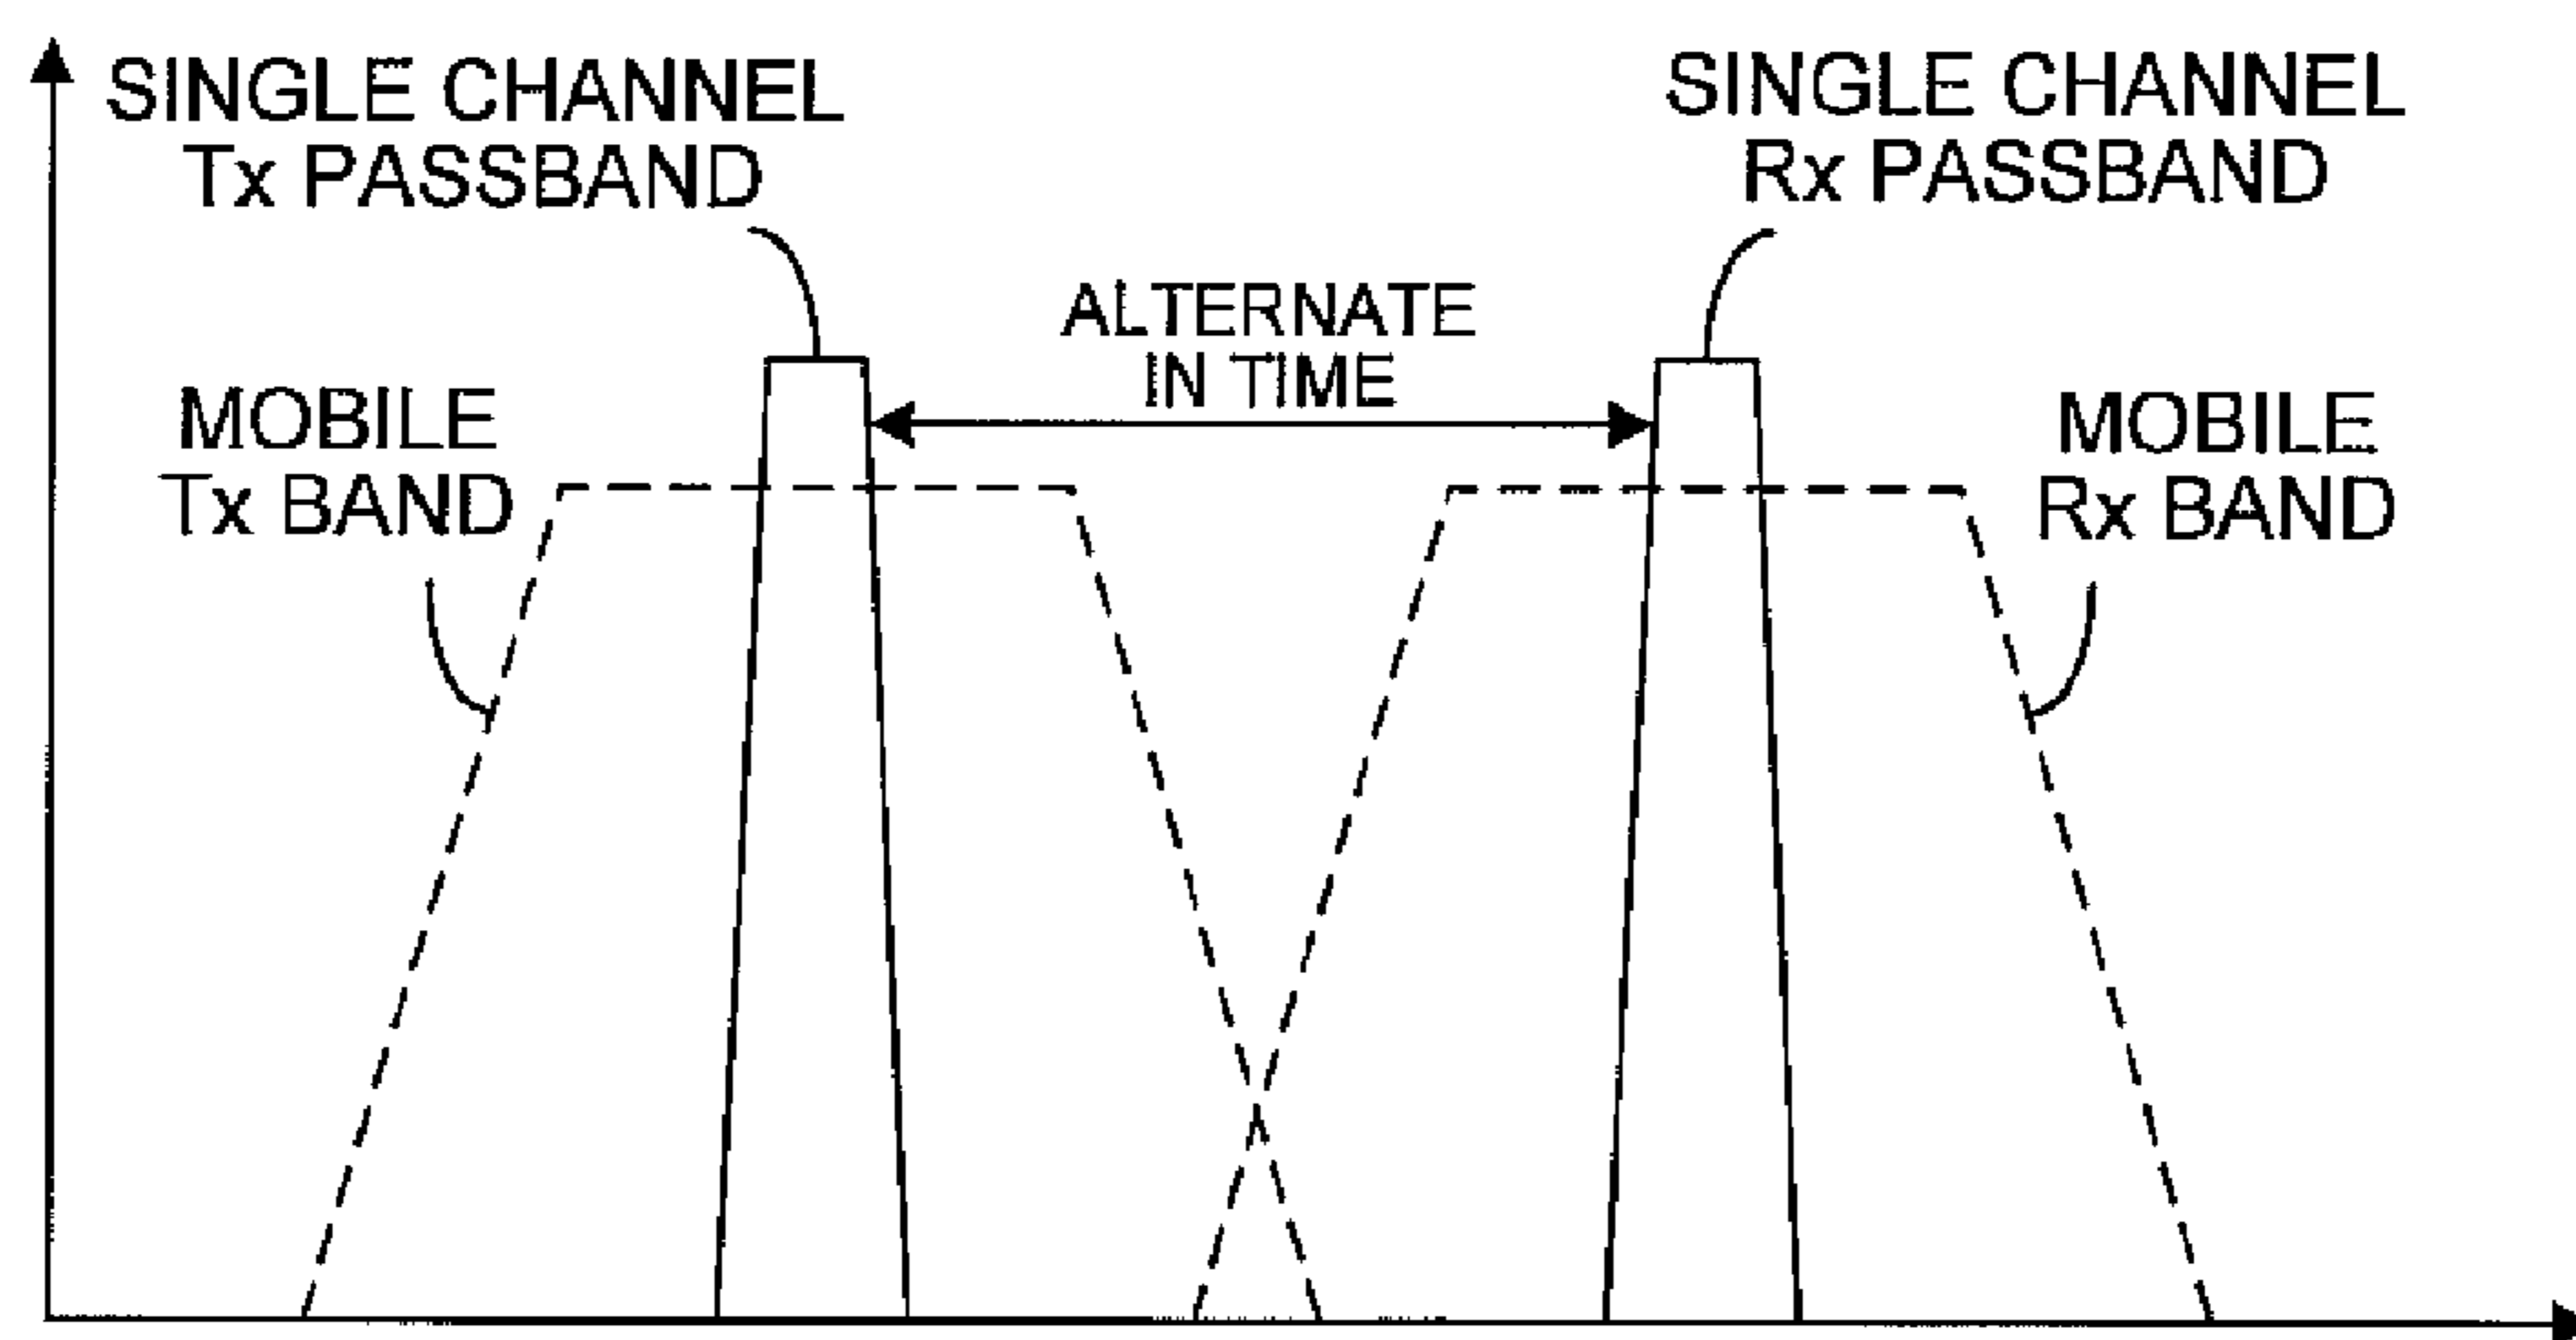 SINGLE CHANNEL
Tx PASSBAND
SINGLE CHANNEL
Rx PASSBAND
ALTERNATE
IN TIME
MOBILE
Tx BAND
MOBILE
Rx BAND